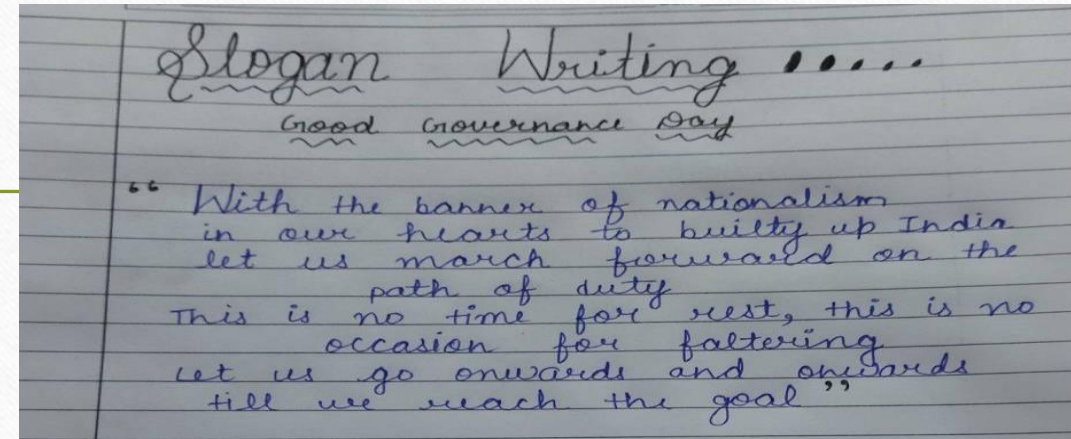 Slogan Writing .....
Good Governance Day
"With the banner of nationalism
in our hearts to builty up India
let us march forward on the
path of duty
This is no time for rest, this is no
occasion for faltering
Let us go onwards and onwards
till we reach the goal"